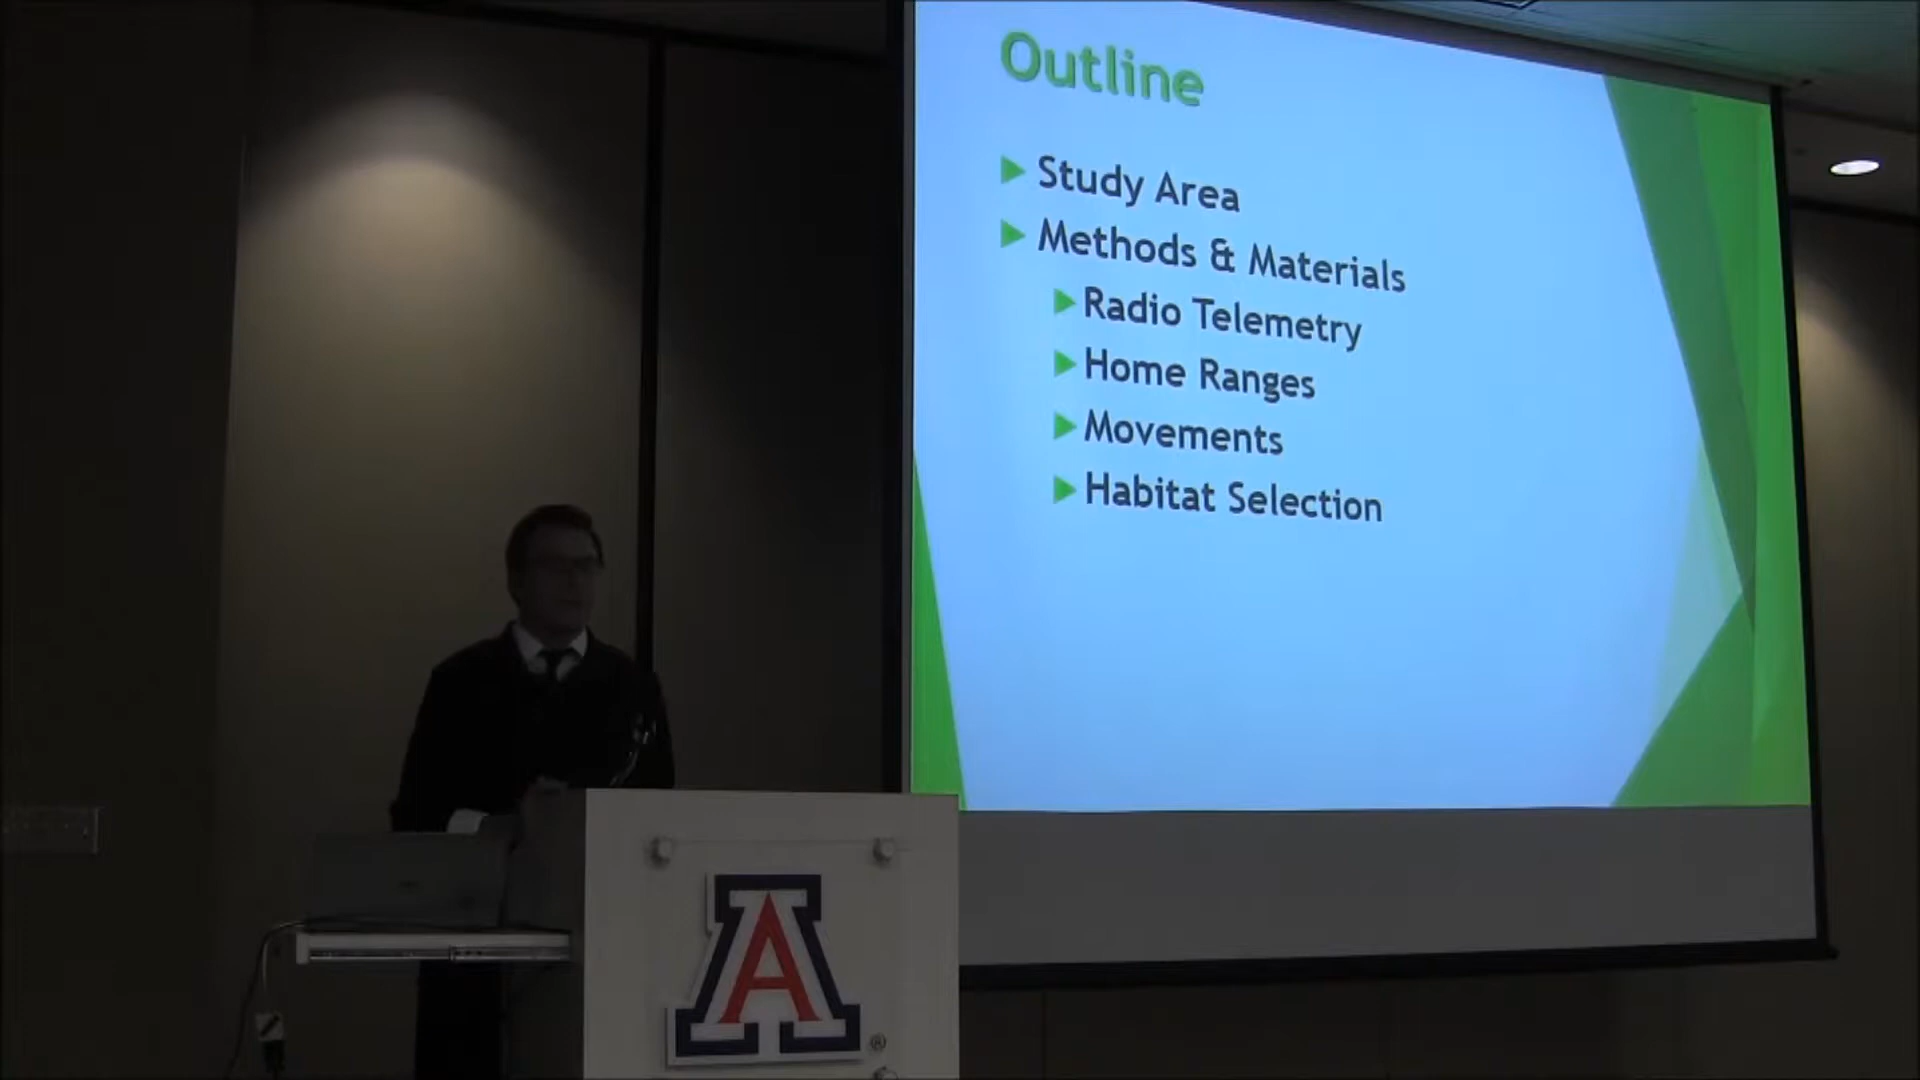 Outline
Study Area
Methods & Materials
Radio Telemetry
Home Ranges
Movements
Habitat Selection
A
®